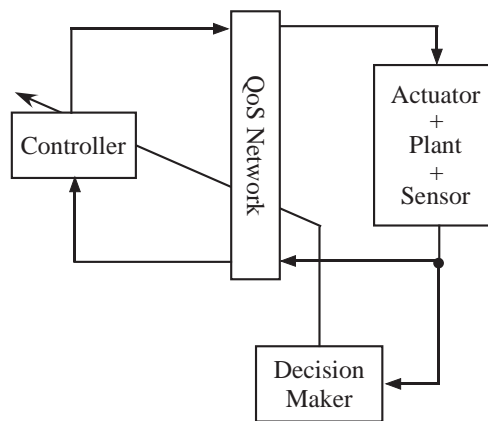 Controller
QoS Network
Actuator
+
Plant
+
Sensor
Decision
Maker